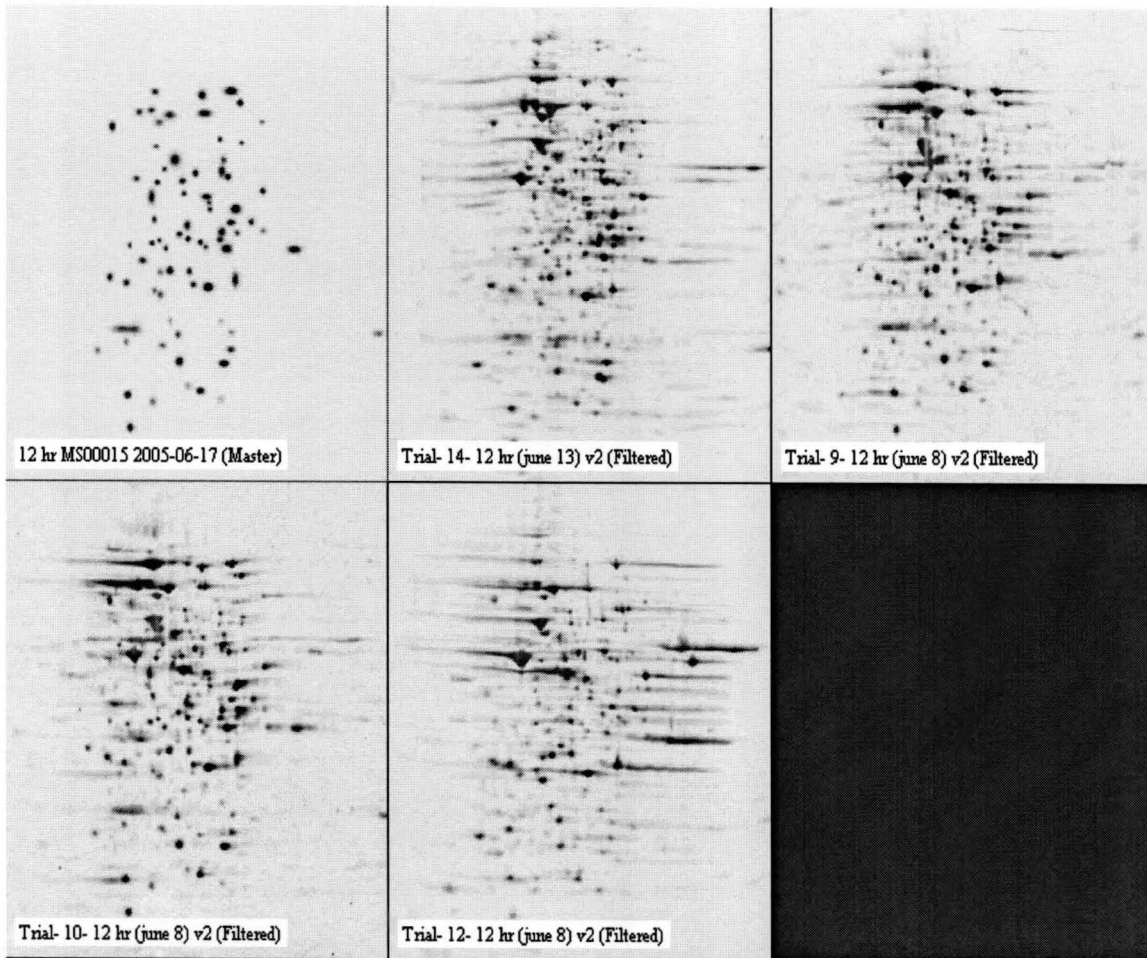 12 hr MS00015 2005-06-17 (Master)
Trial- 14- 12 hr (june 13) v2 (Filtered)
Trial- 9- 12 hr (june 8) v2 (Filtered)
Trial- 10- 12 hr (june 8) v2 (Filtered)
Trial- 12- 12 hr (june 8) v2 (Filtered)